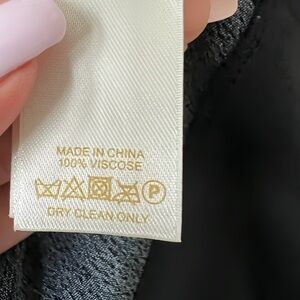 MADE IN CHINA
100% VISCOSE
P
DRY CLEAN ONLY